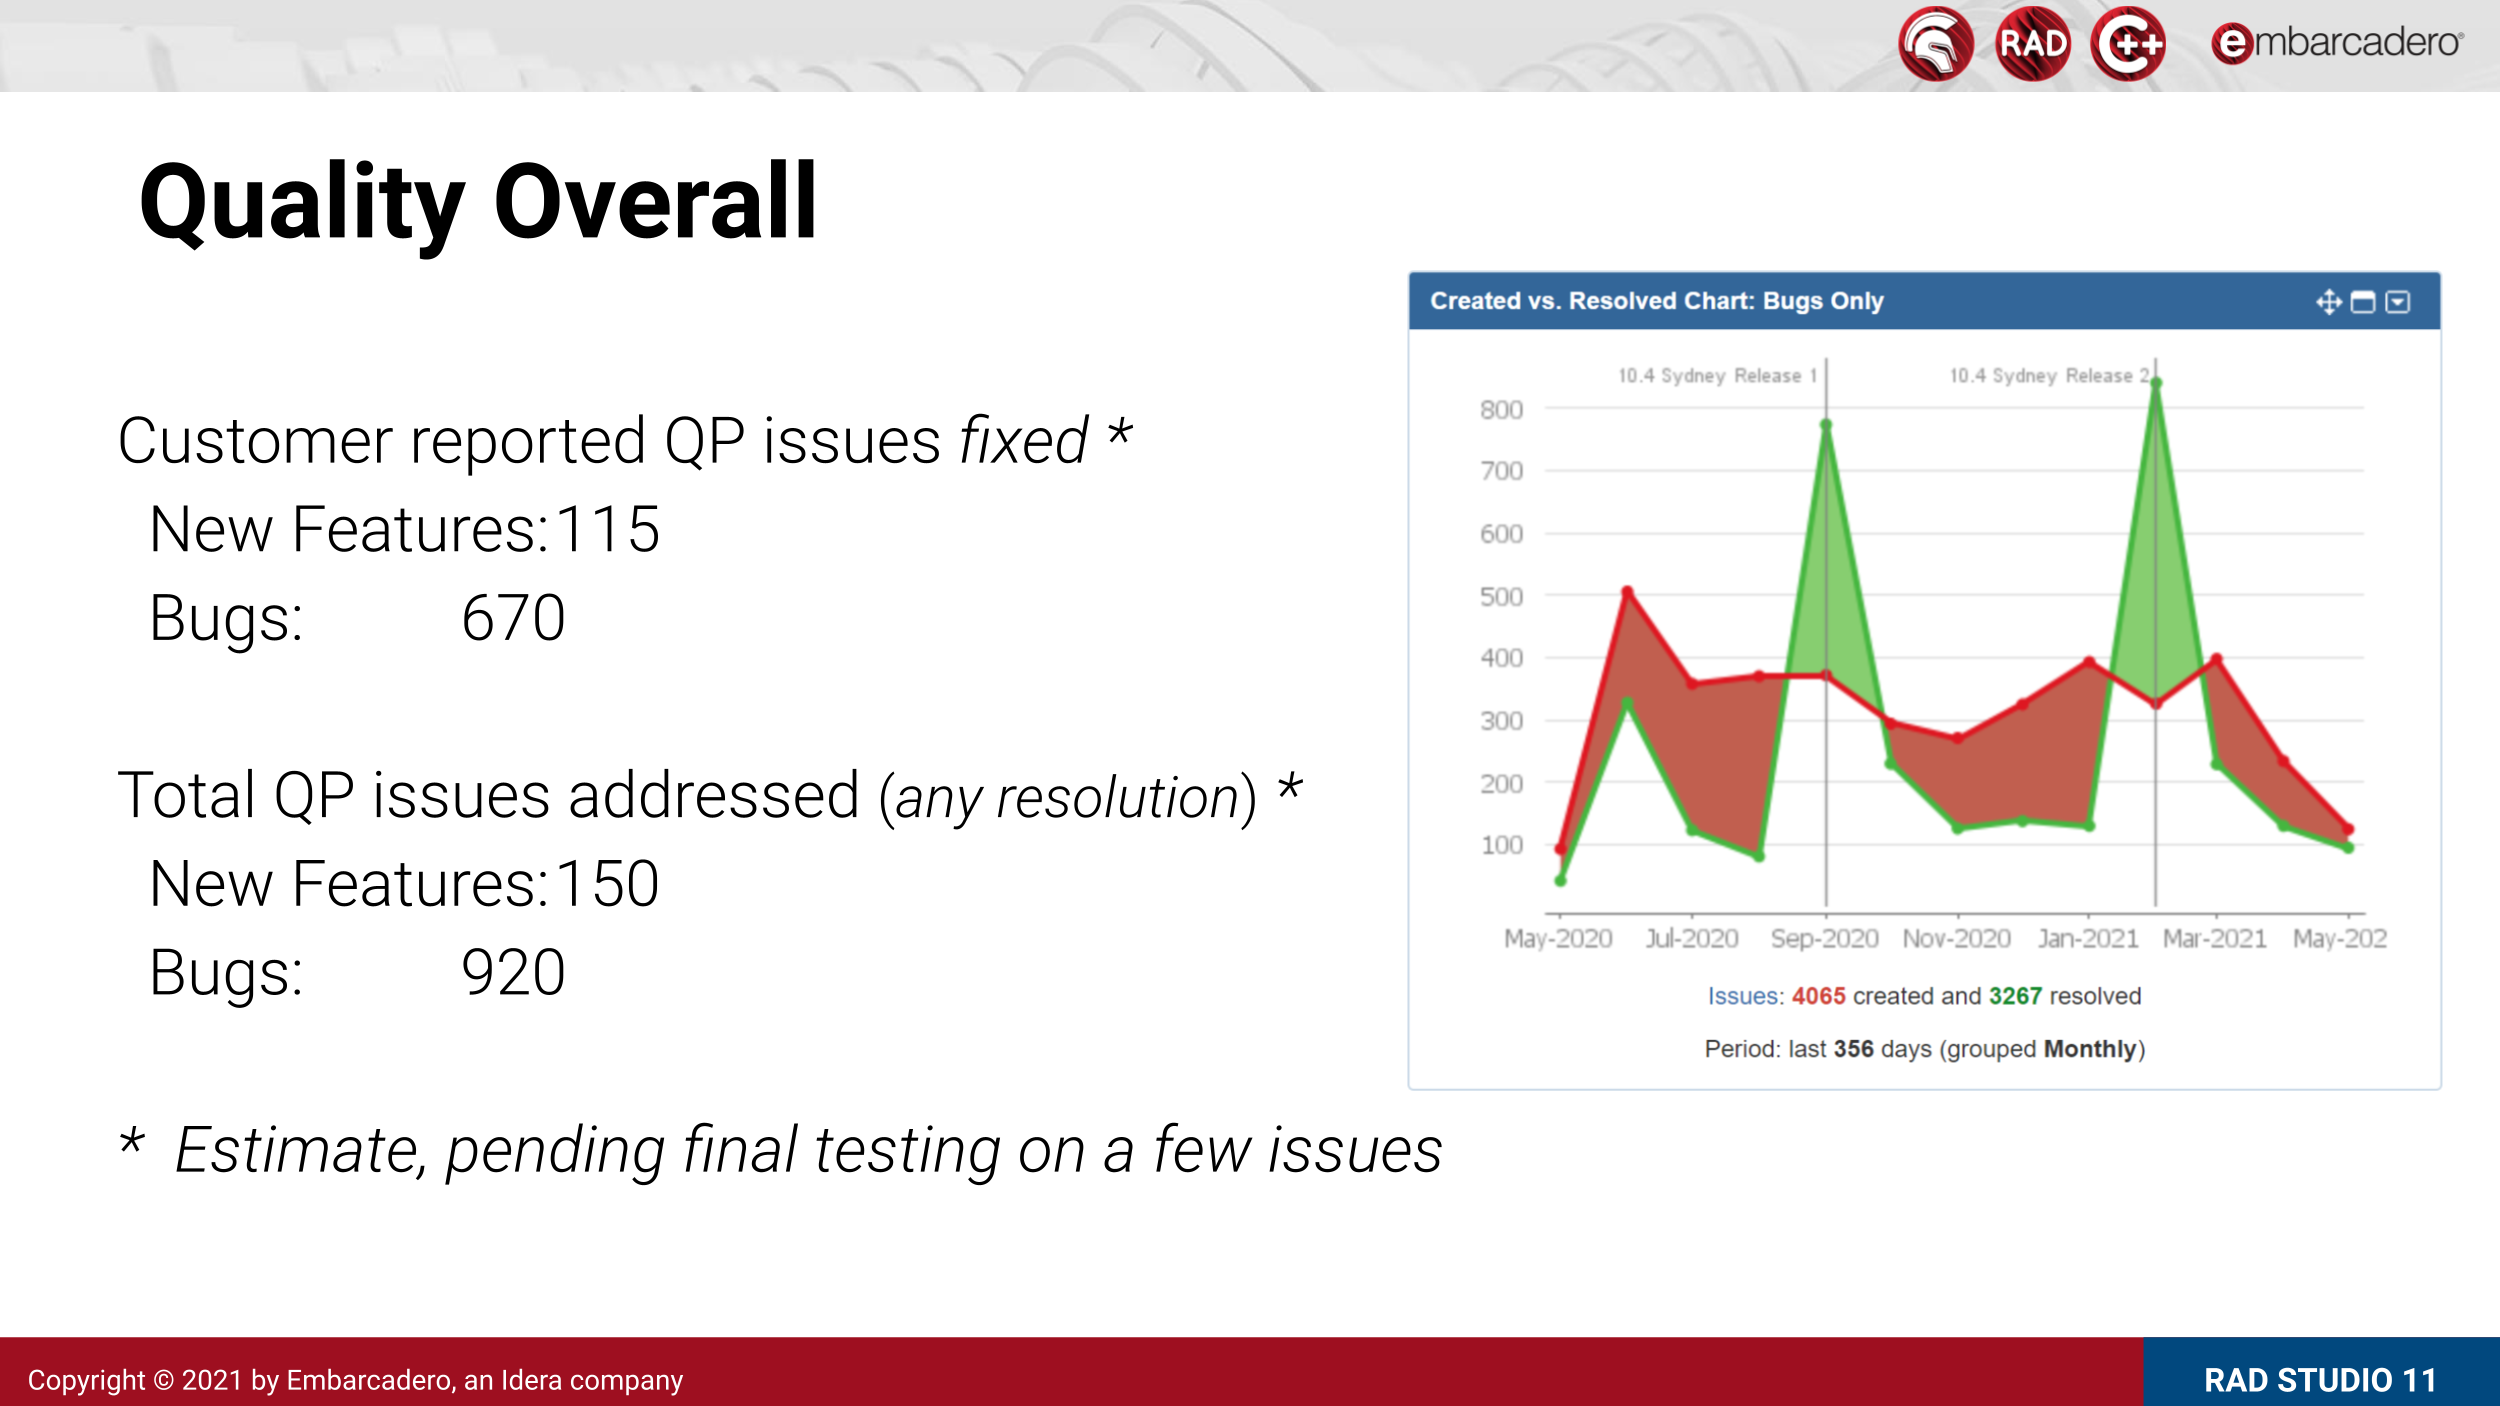 RAD
C++
embarcadero®
Quality Overall
Customer reported QP issues fixed *
New Features: 115
Bugs: 670
Total QP issues addressed (any resolution) *
New Features: 150
Bugs: 920
* Estimate, pending final testing on a few issues
Created vs. Resolved Chart: Bugs Only
10.4 Sydney Release 1
10.4 Sydney Release 2
800
700
600
500
400
300
200
100
May-2020 Jul-2020 Sep-2020 Nov-2020 Jan-2021 Mar-2021 May-202
Issues: 4065 created and 3267 resolved
Period: last 356 days (grouped Monthly)
Copyright © 2021 by Embarcadero, an Idera company
RAD STUDIO 11